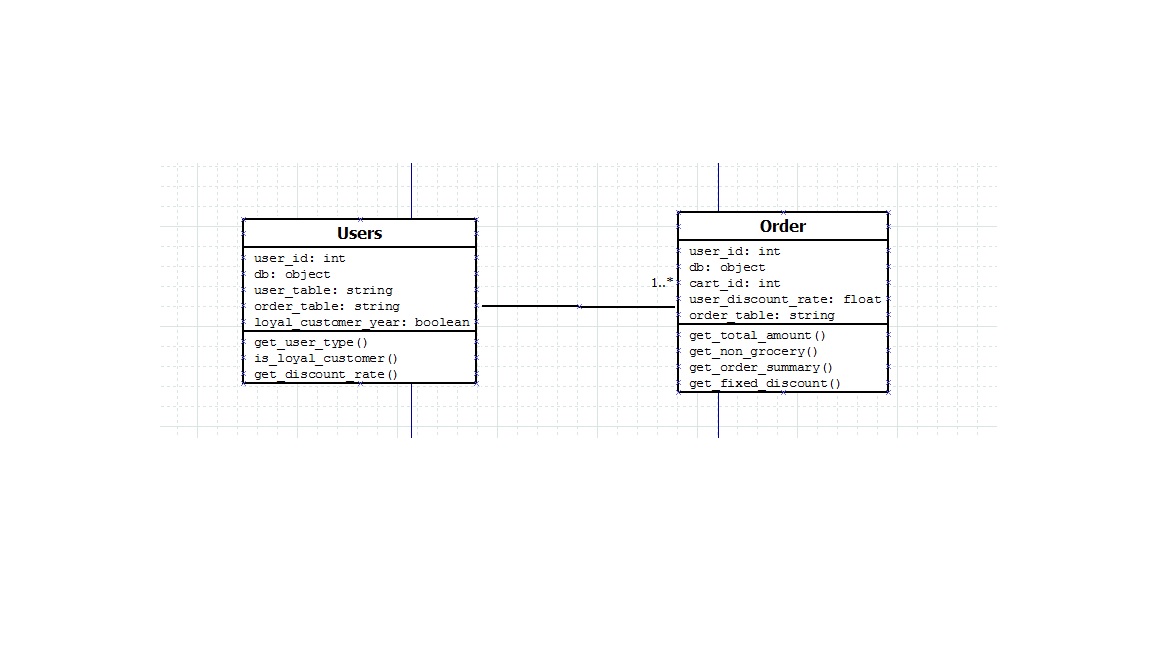 Users
user_id: int
db: object
user_table: string
order_table: string
loyal_customer_year: boolean
get_user_type()
is_loyal_customer()
get_discount_rate()
1..*
Order
user_id: int
db: object
cart_id: int
user_discount_rate: float
order_table: string
get_total_amount()
get_non_grocery()
get_order_summary()
get_fixed_discount()